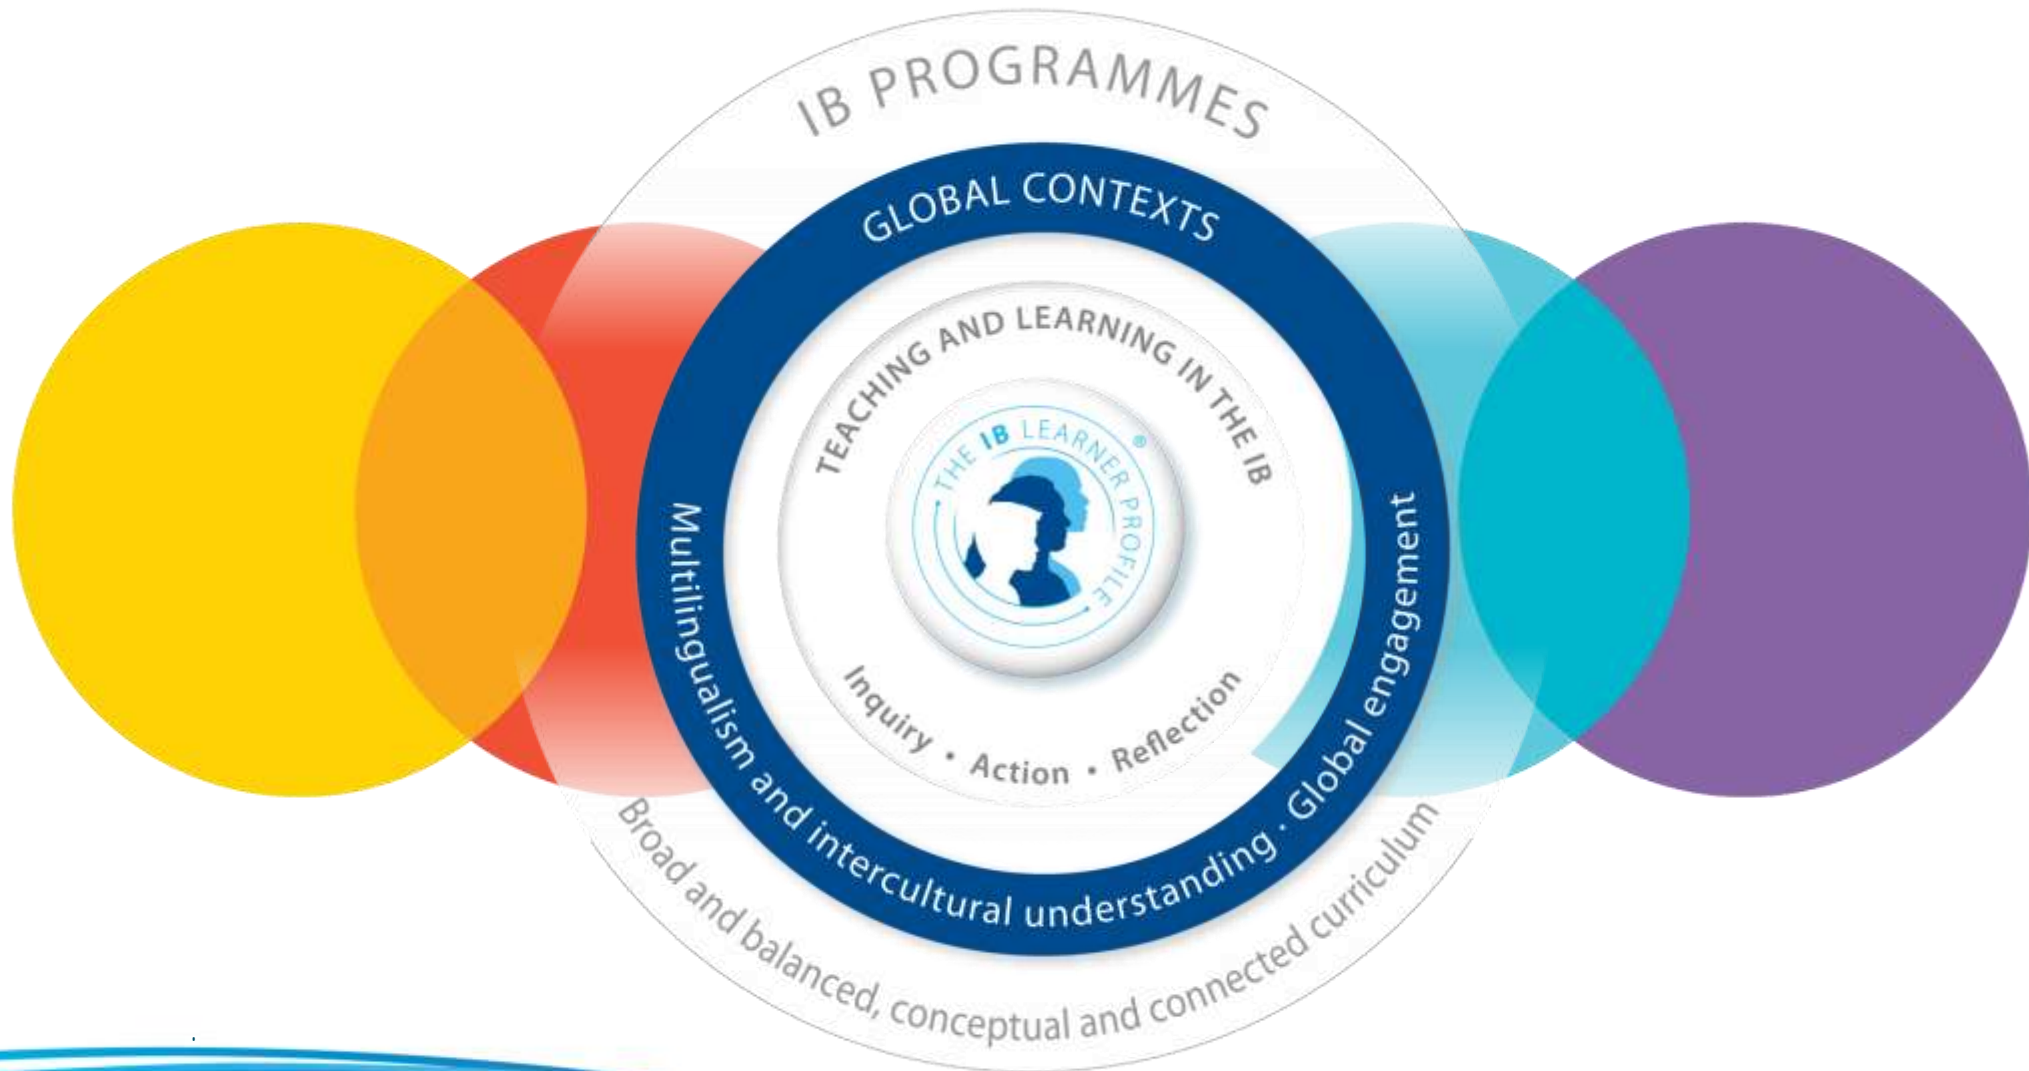 IB PROGRAMMES
GLOBAL CONTEXTS
TEACHING AND LEARNING IN THE IB
THE IB LEARNER PROFILE ®
Inquiry • Action • Reflection
Multilingualism and intercultural understanding · Global engagement
Broad and balanced, conceptual and connected curriculum